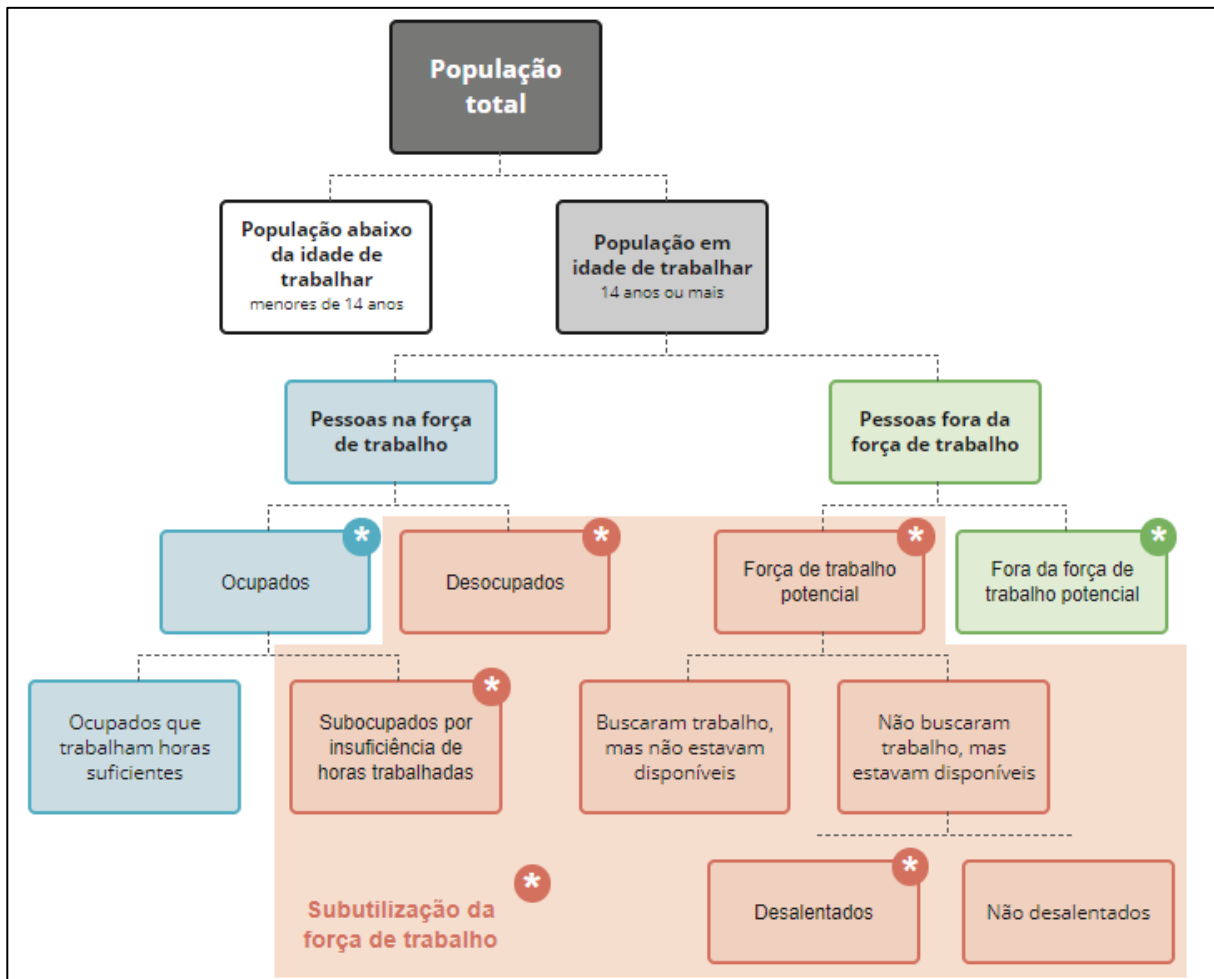 População
total
População abaixo
da idade de
trabalhar
menores de 14 anos
População em
idade de trabalhar
14 anos ou mais
Pessoas na força
de trabalho
Pessoas fora da
força de trabalho
Ocupados
*
Desocupados
*
Força de trabalho
potencial
*
Fora da força de
trabalho potencial
*
Ocupados que
trabalham horas
suficientes
Subocupados por
insuficiência de
horas trabalhadas
*
Buscaram trabalho,
mas não estavam
disponíveis
Não buscaram
trabalho, mas
estavam disponíveis
Subutilização da
força de trabalho
*
Desalentados
*
Não desalentados